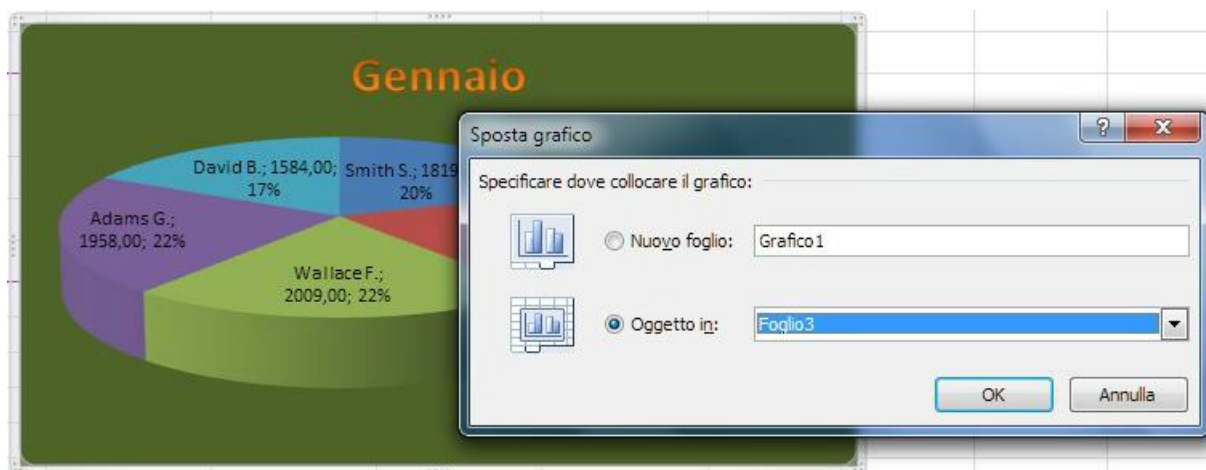 Gennaio
David B.; 1584,00;
17%
Smith S.; 1819
20%
Adams G.;
1958,00; 22%
Wallace F.;
2009,00; 22%
Sposta grafico
Specificare dove collocare il grafico:
Nuovo foglio:
Grafico1
Oggetto in:
Foglio3
OK
Annulla